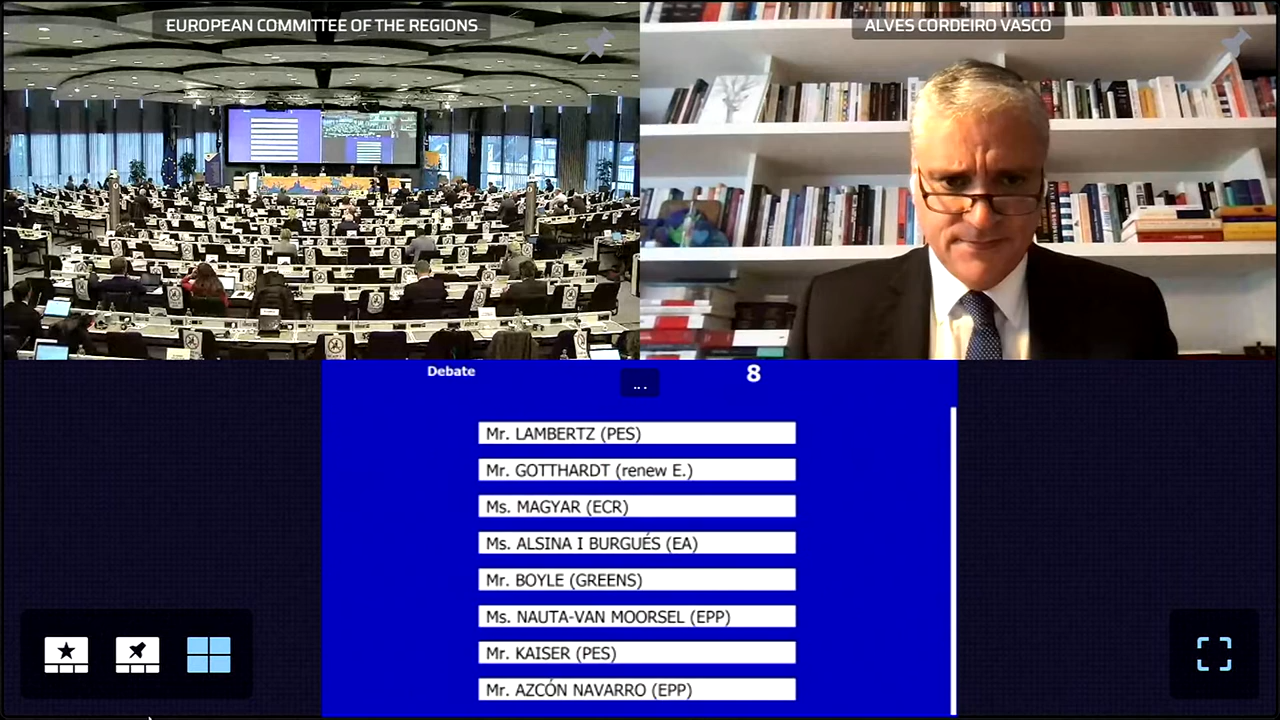 EUROPEAN COMMITTEE OF THE REGIONS
ALVES CORDEIRO VASCO
Debate
8
...
Mr. LAMBERTZ (PES)
Mr. GOTTHARDT (renew E.)
Ms. MAGYAR (ECR)
Ms. ALSINA I BURGUÉS (EA)
Mr. BOYLE (GREENS)
Ms. NAUTA-VAN MOORSEL (EPP)
Mr. KAISER (PES)
Mr. AZCÓN NAVARRO (EPP)